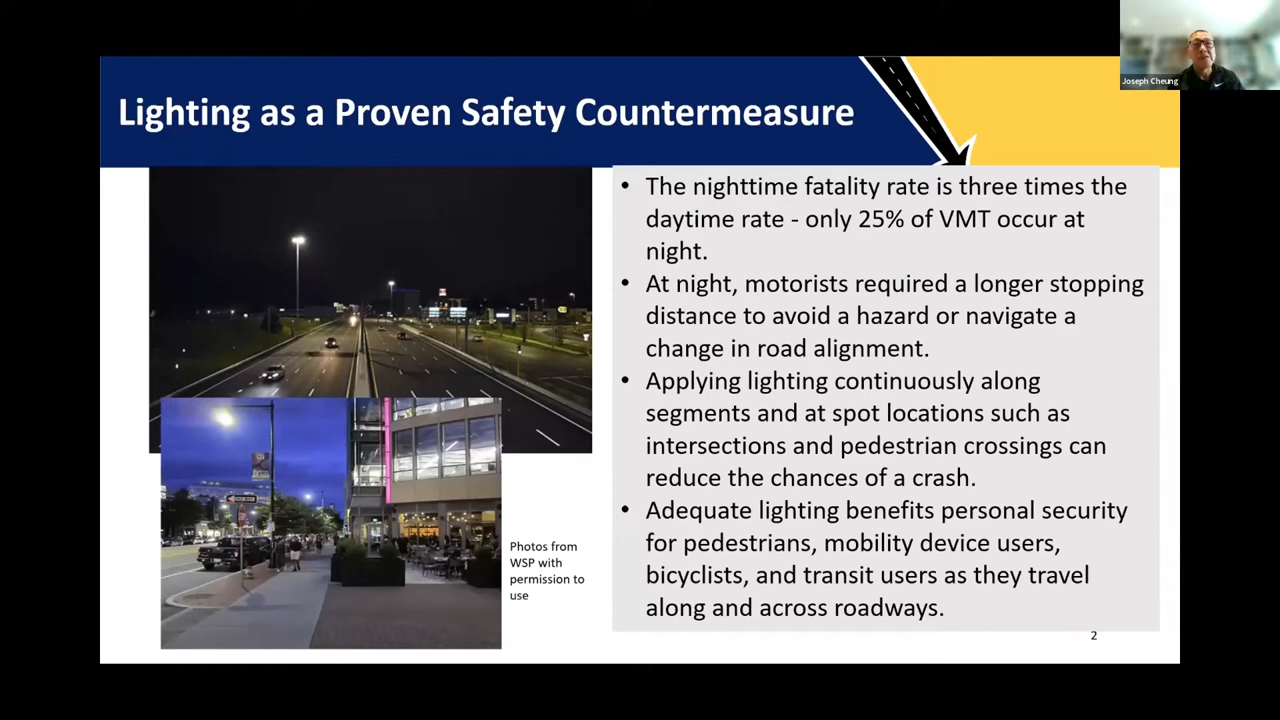 Joseph Cheung
Lighting as a Proven Safety Countermeasure
• The nighttime fatality rate is three times the
daytime rate - only 25% of VMT occur at
night.
• At night, motorists required a longer stopping
distance to avoid a hazard or navigate a
change in road alignment.
• Applying lighting continuously along
segments and at spot locations such as
intersections and pedestrian crossings can
reduce the chances of a crash.
• Adequate lighting benefits personal security
for pedestrians, mobility device users,
bicyclists, and transit users as they travel
along and across roadways.
Photos from
WSP with
permission to
use
2